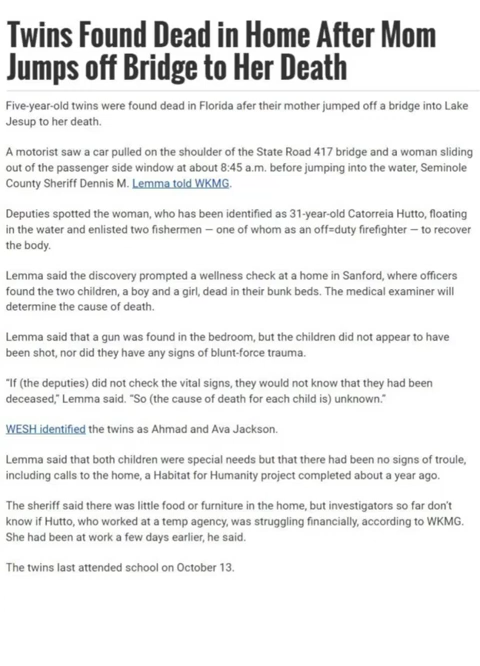 Twins Found Dead in Home After Mom
Jumps off Bridge to Her Death
Five-year-old twins were found dead in Florida afer their mother jumped off a bridge into Lake
Jesup to her death.
A motorist saw a car pulled on the shoulder of the State Road 417 bridge and a woman sliding
out of the passenger side window at about 8:45 a.m. before jumping into the water, Seminole
County Sheriff Dennis M. Lemma told WKMG.
Deputies spotted the woman, who has been identified as 31-year-old Catorreia Hutto, floating
in the water and enlisted two fishermen — one of whom as an off=duty firefighter — to recover
the body.
Lemma said the discovery prompted a wellness check at a home in Sanford, where officers
found the two children, a boy and a girl, dead in their bunk beds. The medical examiner will
determine the cause of death.
Lemma said that a gun was found in the bedroom, but the children did not appear to have
been shot, nor did they have any signs of blunt-force trauma.
“If (the deputies) did not check the vital signs, they would not know that they had been
deceased,” Lemma said. “So (the cause of death for each child is) unknown.”
WESH identified the twins as Ahmad and Ava Jackson.
Lemma said that both children were special needs but that there had been no signs of troule,
including calls to the home, a Habitat for Humanity project completed about a year ago.
The sheriff said there was little food or furniture in the home, but investigators so far don’t
know if Hutto, who worked at a temp agency, was struggling financially, according to WKMG.
She had been at work a few days earlier, he said.
The twins last attended school on October 13.